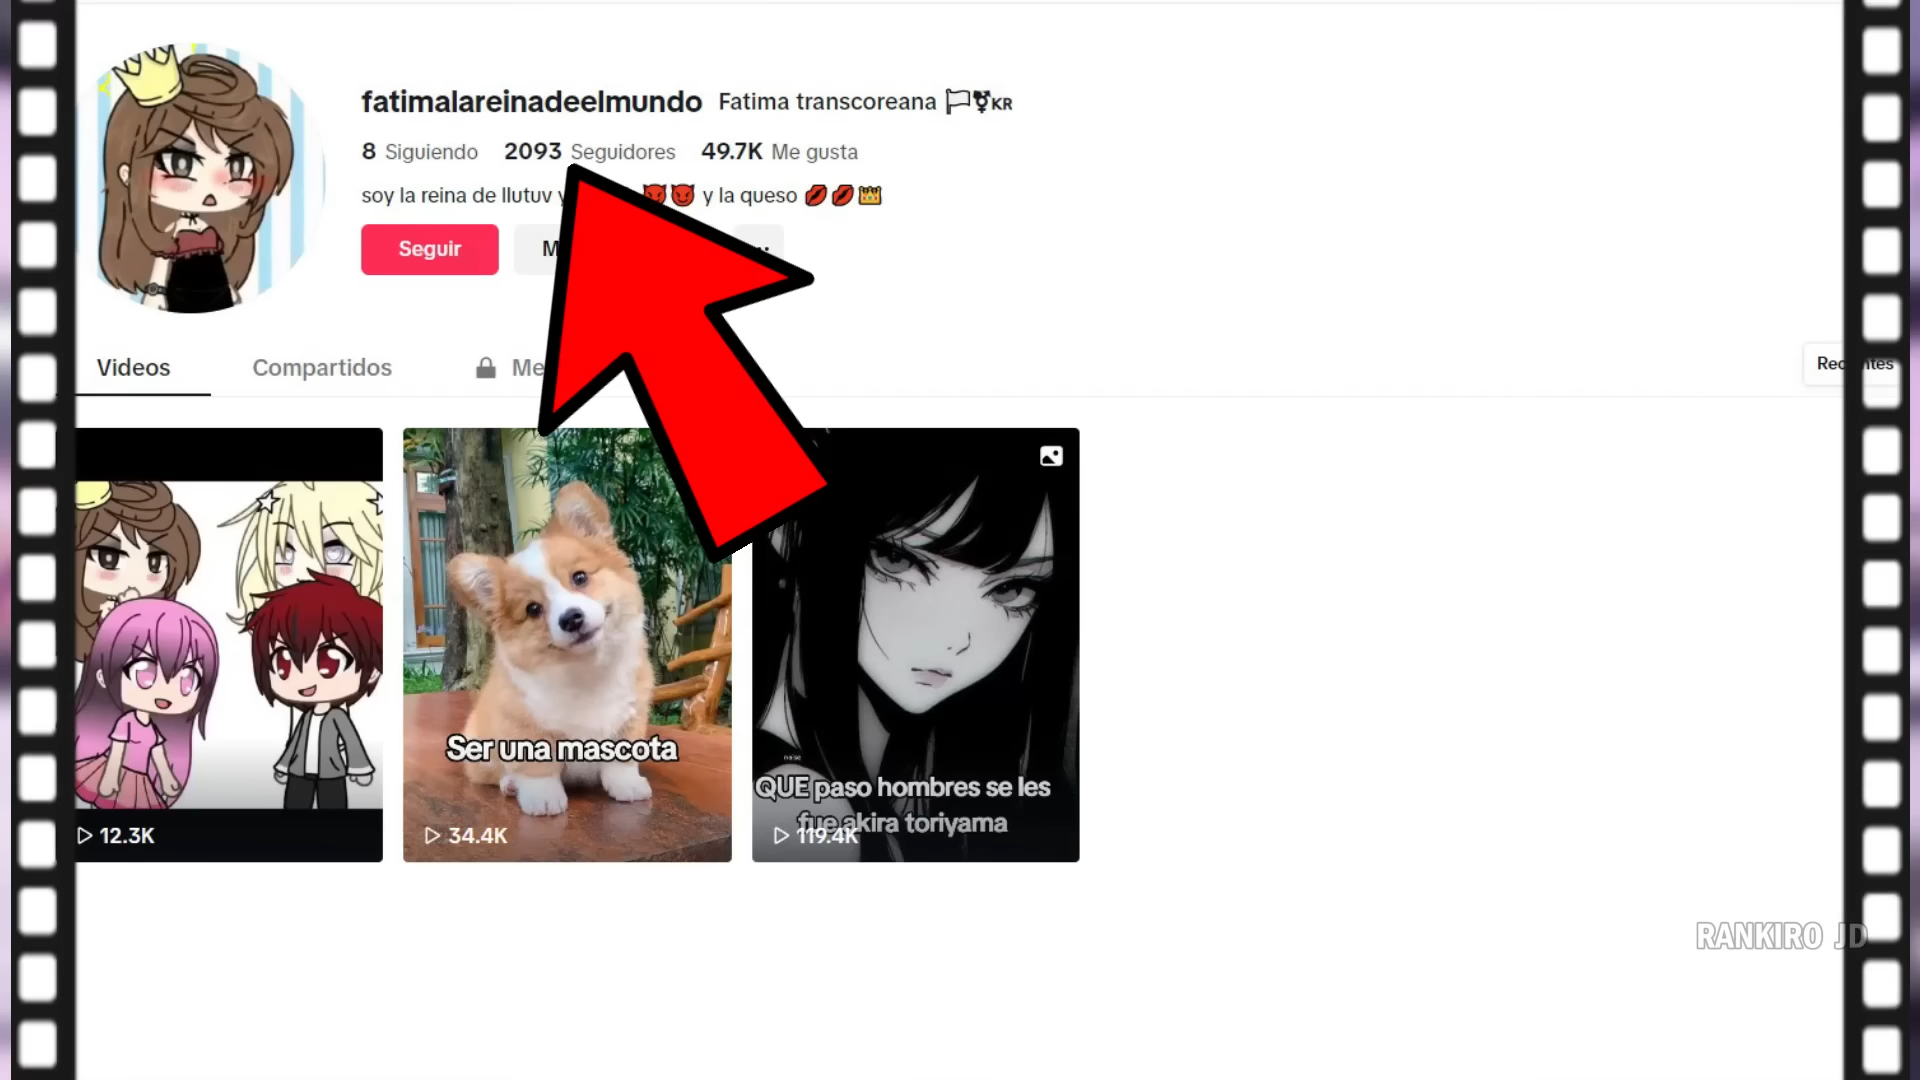 fatimalareinadeelmundo Fatima transcoreana KR
8 Siguiendo 2093 Seguidores 49.7K Me gusta
soy la reina de llutuv y la queso
Seguir
Videos Compartidos
Ser una mascota
noise
QUE paso hombres se les
fue akira toriyama
12.3K 34.4K 119.4K
RANKIRO JD